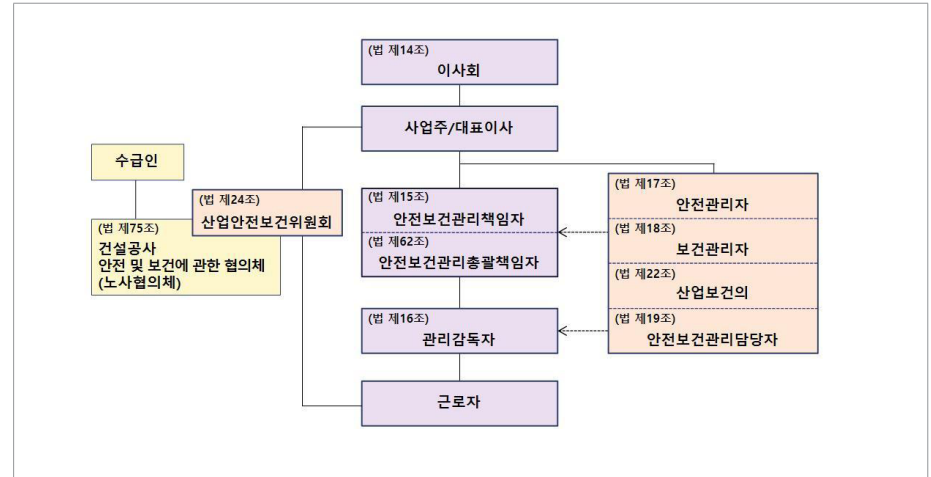 (법 제14조)
이사회
사업주/대표이사
수급인
(법 제75조)
건설공사
안전 및 보건에 관한 협의체
(노사협의체)
(법 제24조)
산업안전보건위원회
(법 제15조)
안전보건관리책임자
(법 제62조)
안전보건관리총괄책임자
(법 제16조)
관리감독자
근로자
(법 제17조)
안전관리자
(법 제18조)
보건관리자
(법 제22조)
산업보건의
(법 제19조)
안전보건관리담당자